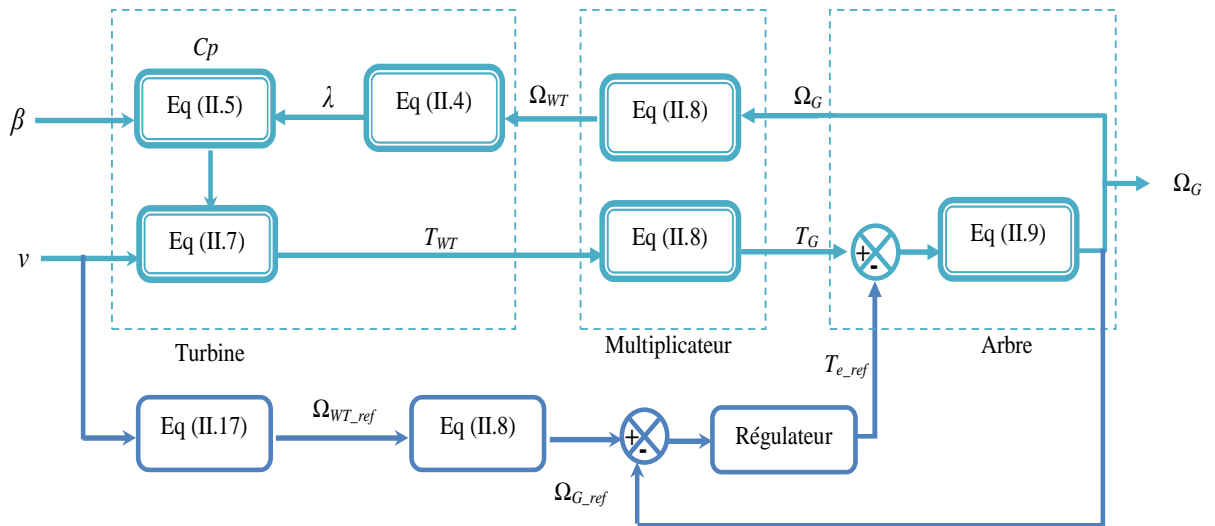 Cp
β
Eq (II.5)
λ
Eq (II.4)
Ω_WT
Eq (II.8)
Ω_G
Ω_G
v
Eq (II.7)
T_WT
Eq (II.8)
T_G
+
-
Eq (II.9)
Turbine
Multiplicateur
Arbre
T_e_ref
Eq (II.17)
Ω_WT_ref
Eq (II.8)
+
-
Régulateur
Ω_G_ref